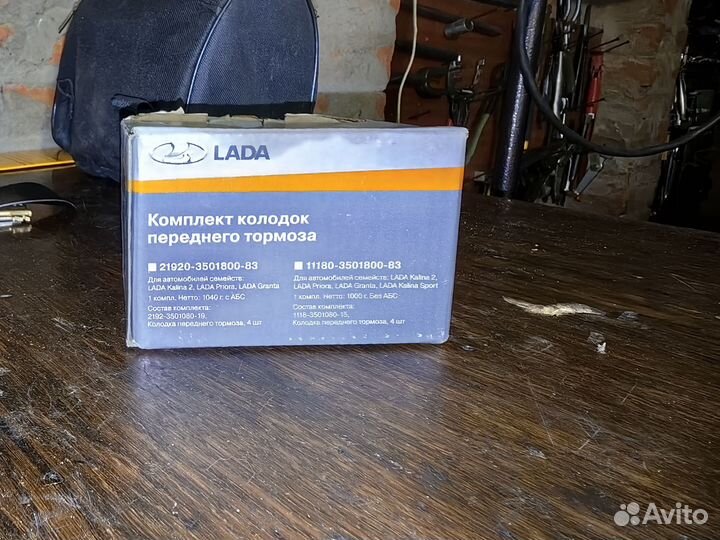 LADA
Комплект колодок
переднего тормоза
21920-3501800-83
Для автомобилей семейств:
LADA Kalina 2, LADA Priora, LADA Granta
1 компл. Нетто: 1040 г. с АБС
Состав комплекта:
2192-3501080-19,
Колодка переднего тормоза, 4 шт
11180-3501800-83
Для автомобилей семейств: LADA Kalina 2,
LADA Priora, LADA Granta, LADA Kalina Sport
1 компл. Нетто: 1000 г. Без АБС
Состав комплекта:
1118-3501080-15,
Колодка переднего тормоза, 4 шт
Avito